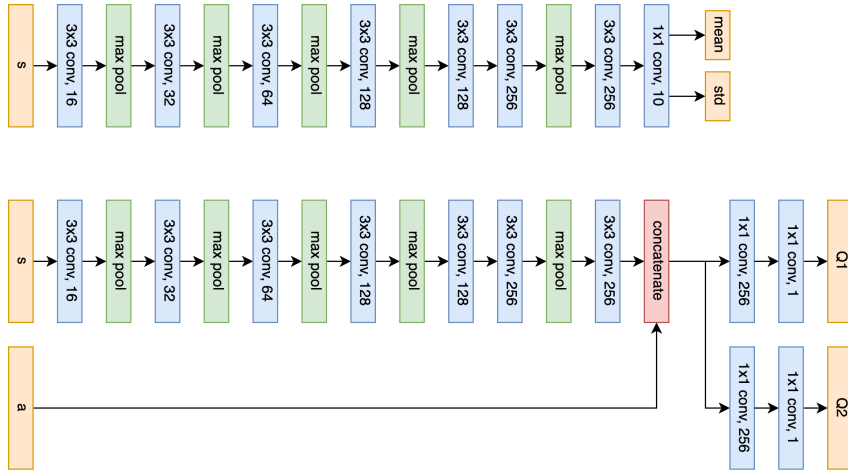 s
3x3 conv, 16
max pool
3x3 conv, 32
max pool
3x3 conv, 64
max pool
3x3 conv, 128
max pool
3x3 conv, 128
3x3 conv, 256
max pool
3x3 conv, 256
1x1 conv, 10
mean
std
s
3x3 conv, 16
max pool
3x3 conv, 32
max pool
3x3 conv, 64
max pool
3x3 conv, 128
max pool
3x3 conv, 128
3x3 conv, 256
max pool
3x3 conv, 256
concatenate
1x1 conv, 256
1x1 conv, 1
Q1
a
1x1 conv, 256
1x1 conv, 1
Q2